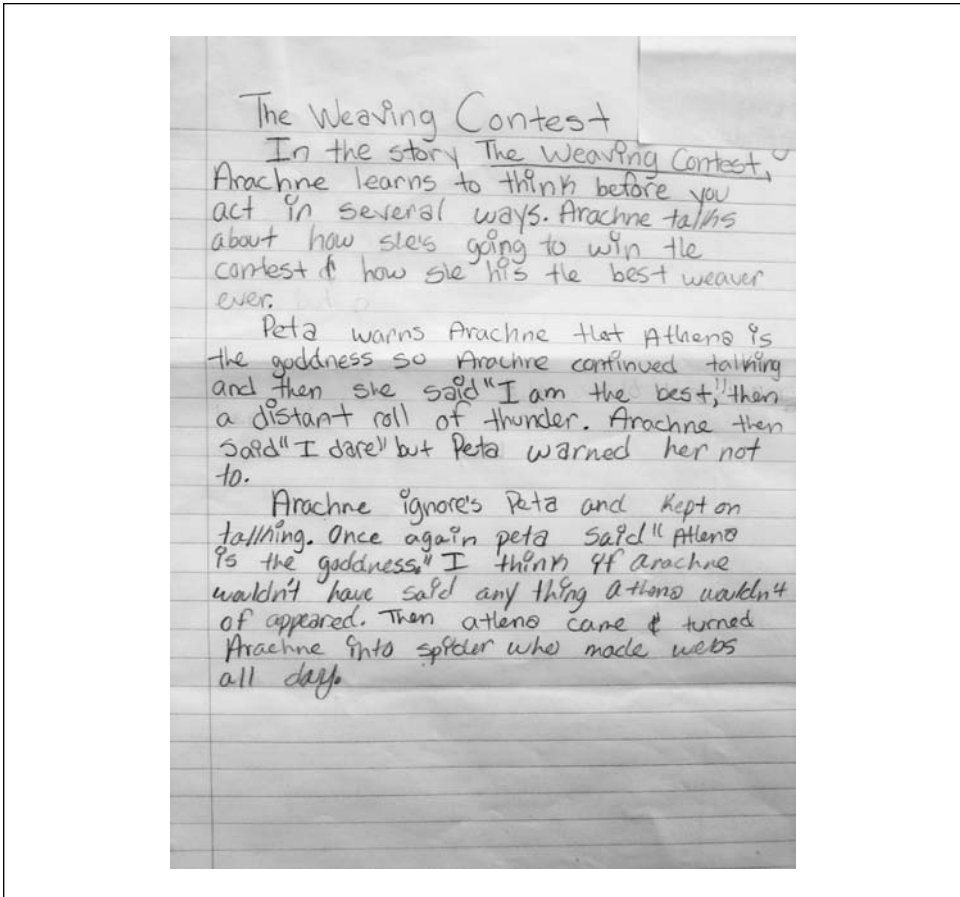 The Weaving Contest
In the story The Weaving Contest,
Arachne learns to think before you
act in several ways. Arachne talks
about how she's going to win the
contest & how she his the best weaver
ever.
Peta warns Arachne that Athena is
the goddness so Arachne continued talking
and then she said "I am the best," then
a distant roll of thunder. Arachne then
said "I dare" but Peta warned her not
to.
Arachne ignore's Peta and kept on
talking. Once again peta said "Athena
is the goddness." I think if arachne
wouldn't have said any thing athena wouldn't
of appeared. Then athena came & turned
Arachne into spider who made webs
all day.